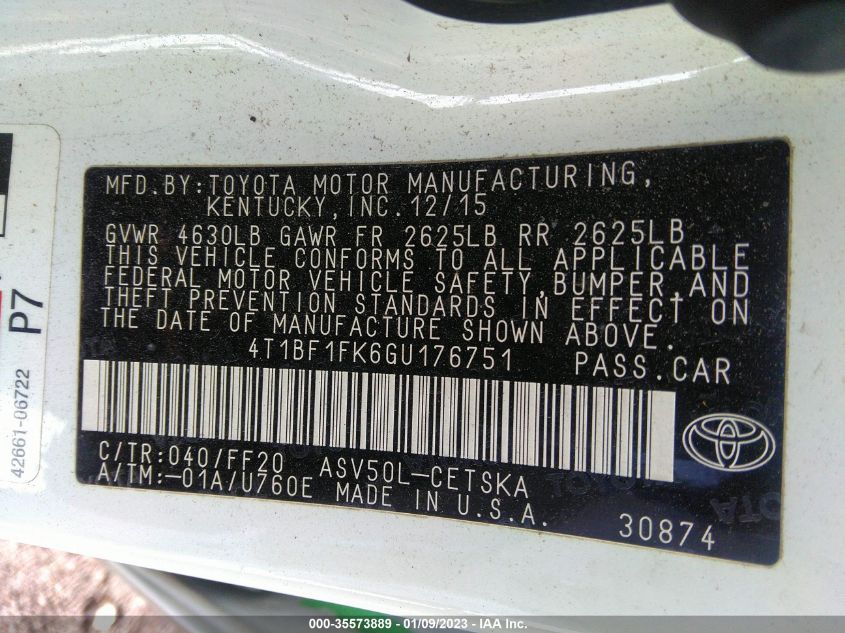 MFD.BY:TOYOTA MOTOR MANUFACTURING,
KENTUCKY,INC.12/15
GVWR 4630LB GAWR FR 2625LB RR 2625LB
THIS VEHICLE CONFORMS TO ALL APPLICABLE
FEDERAL MOTOR VEHICLE SAFETY,BUMPER,AND
THEFT PREVENTION STANDARDS IN EFFECT ON
THE DATE OF MANUFACTURE SHOWN ABOVE.
4T1BF1FK6GU176751 PASS.CAR
C/TR:040/FF20 ASV50L-CETSKA
A/TM:-01A/U760E MADE IN U.S.A.
30874
P7
42661-06722
000-35573889 - 01/09/2023 - IAA, Inc.